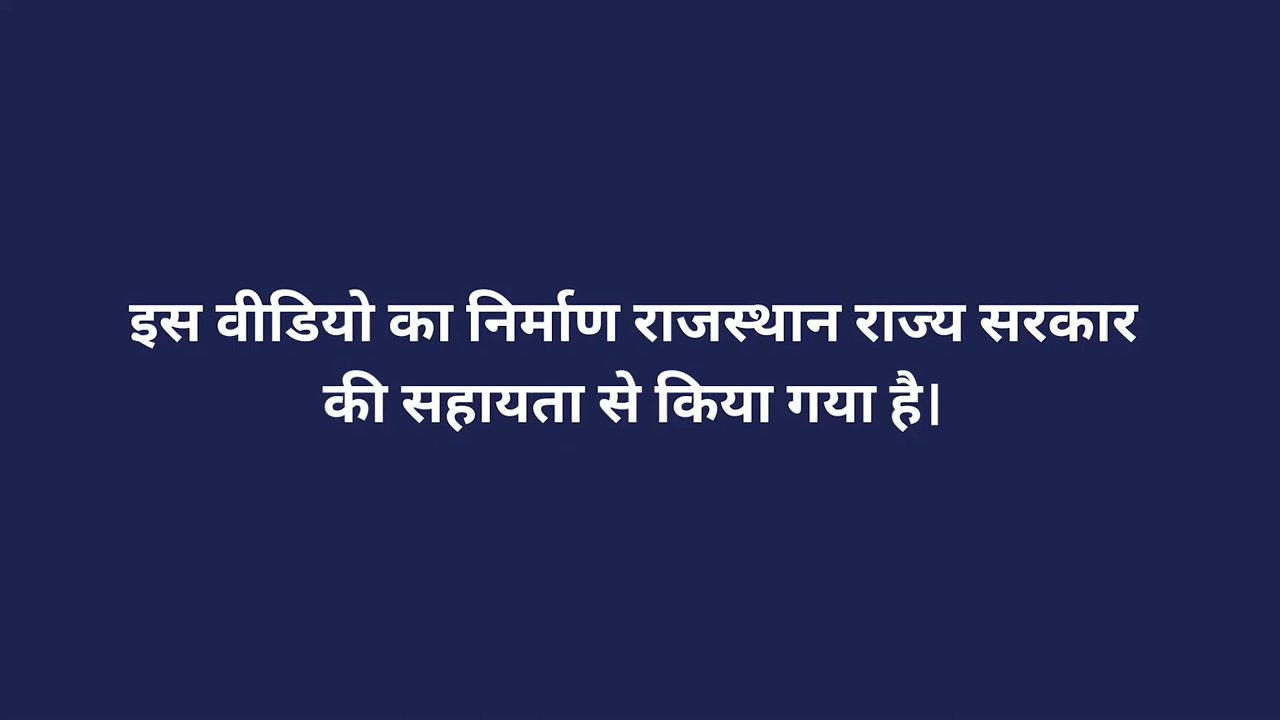 इस वीडियो का निर्माण राजस्थान राज्य सरकार
की सहायता से किया गया है।